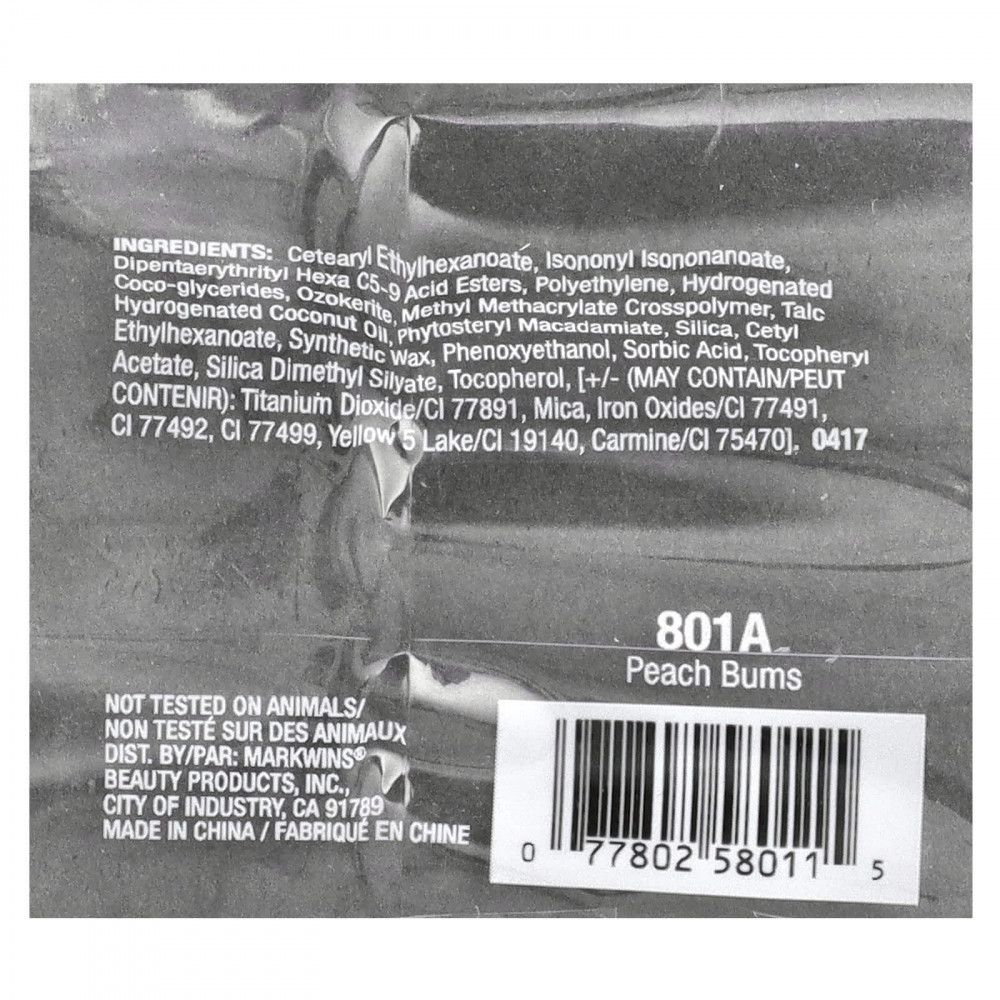 INGREDIENTS: Cetearyl Ethylhexanoate, Isononyl Isononanoate,
Dipentaerythrityl Hexa C5-9 Acid Esters, Polyethylene, Hydrogenated
Coco-glycerides, Ozokerite, Methyl Methacrylate Crosspolymer, Talc
Hydrogenated Coconut Oil, Phytosteryl Macadamiate, Silica, Cetyl
Ethylhexanoate, Synthetic Wax, Phenoxyethanol, Sorbic Acid, Tocopheryl
Acetate, Silica Dimethyl Silyate, Tocopherol, [+/- (MAY CONTAIN/PEUT
CONTENIR): Titanium Dioxide/CI 77891, Mica, Iron Oxides/CI 77491,
CI 77492, CI 77499, Yellow 5 Lake/CI 19140, Carmine/CI 75470]. 0417
801A
Peach Bums
NOT TESTED ON ANIMALS/
NON TESTÉ SUR DES ANIMAUX
DIST. BY/PAR: MARKWINS®
BEAUTY PRODUCTS, INC.,
CITY OF INDUSTRY, CA 91789
MADE IN CHINA / FABRIQUÉ EN CHINE
0 77802 58011 5